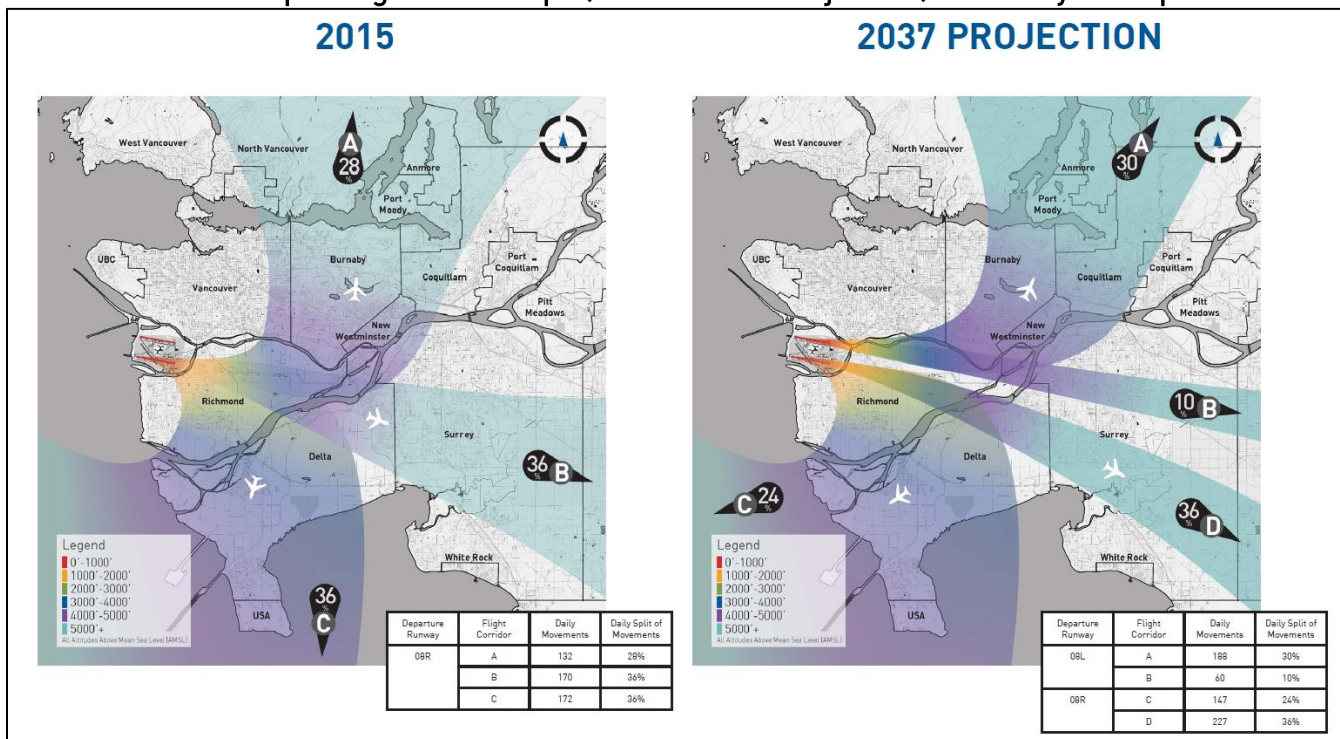 2015
2037 PROJECTION
West Vancouver
North Vancouver
A
28
%
Anmore
Port
Moody
UBC
Vancouver
Burnaby
Coquitlam
Port
Coquitlam
Pitt
Meadows
New
Westminster
Richmond
Surrey
Delta
36
%
B
White Rock
USA
36
%
C
Legend
0'-1000'
1000'-2000'
2000'-3000'
3000'-4000'
4000'-5000'
5000'+
All Altitudes Above Mean Sea Level (AMSL)
Departure Runway Flight Corridor Daily Movements Daily Split of Movements
08R A 132 28%
B 170 36%
C 172 36%
West Vancouver
North Vancouver
A
30
%
Anmore
Port
Moody
UBC
Vancouver
Burnaby
Coquitlam
Port
Coquitlam
Pitt
Meadows
New
Westminster
Richmond
10
%
B
Surrey
Delta
C
24
%
36
%
D
White Rock
USA
Legend
0'-1000'
1000'-2000'
2000'-3000'
3000'-4000'
4000'-5000'
5000'+
All Altitudes Above Mean Sea Level (AMSL)
Departure Runway Flight Corridor Daily Movements Daily Split of Movements
08L A 188 30%
B 60 10%
08R C 147 24%
D 227 36%